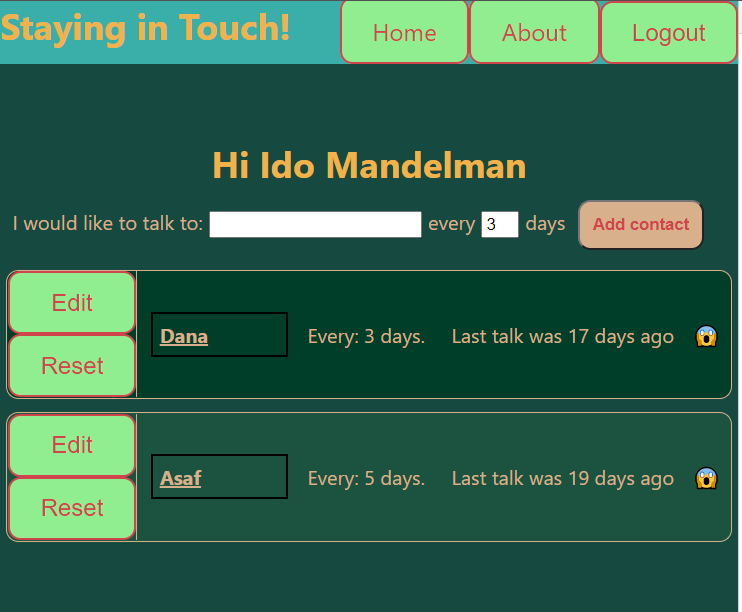 Staying in Touch! Home About Logout
Hi Ido Mandelman
I would like to talk to: every 3 days Add contact
Edit
Dana Every: 3 days. Last talk was 17 days ago 😱
Reset
Edit
Asaf Every: 5 days. Last talk was 19 days ago 😱
Reset